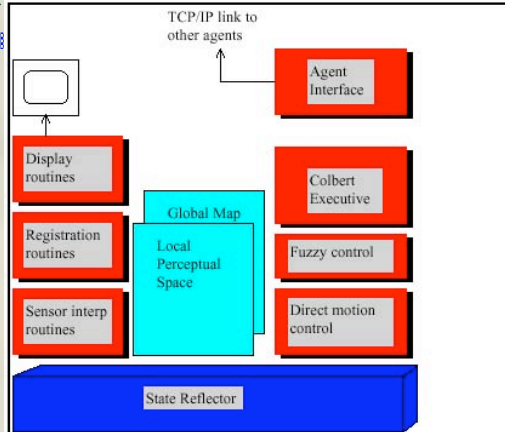 TCP/IP link to
other agents
Agent
Interface
Display
routines
Colbert
Executive
Global Map
Registration
routines
Local
Perceptual
Space
Fuzzy control
Sensor interp
routines
Direct motion
control
State Reflector